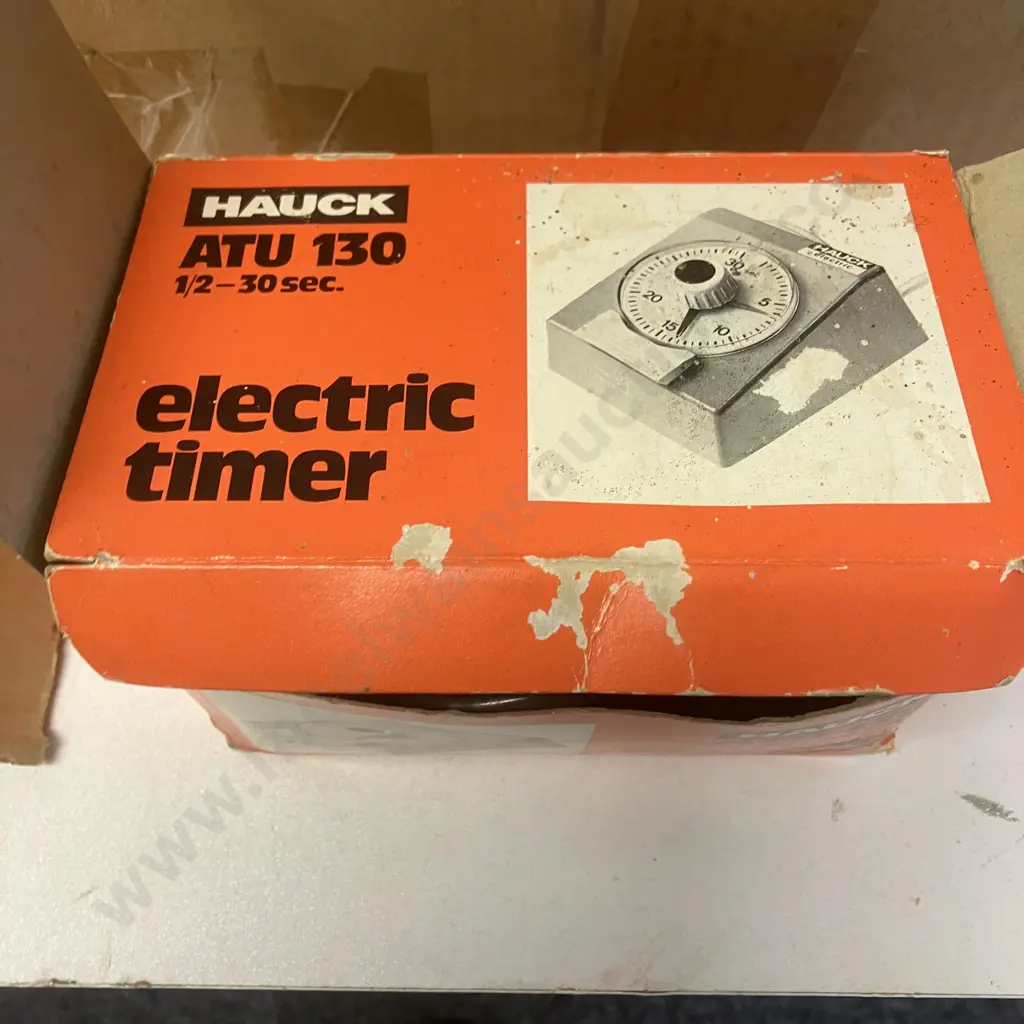 HAUCK
ATU 130
1/2–30 sec.
electric
timer
HAUCK
electric
30
5
10
15
20